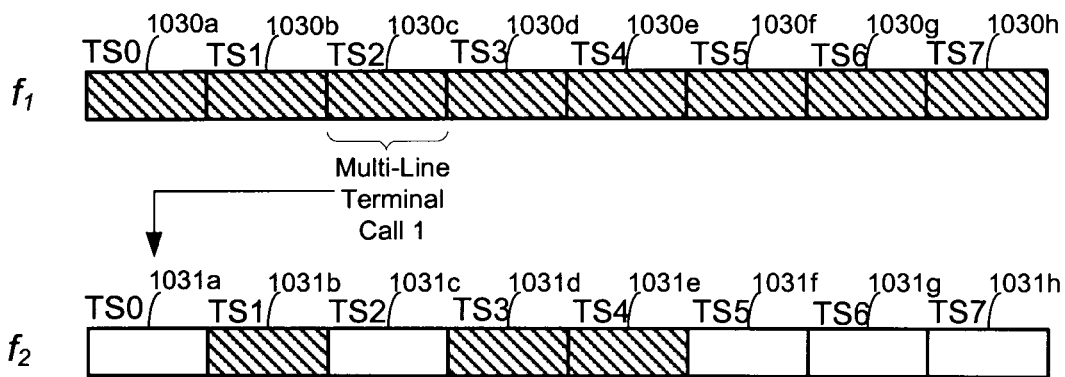 1030a 1030b 1030c 1030d 1030e 1030f 1030g 1030h
TS0 TS1 TS2 TS3 TS4 TS5 TS6 TS7
f1
Multi-Line
Terminal
Call 1
1031a 1031b 1031c 1031d 1031e 1031f 1031g 1031h
TS0 TS1 TS2 TS3 TS4 TS5 TS6 TS7
f2